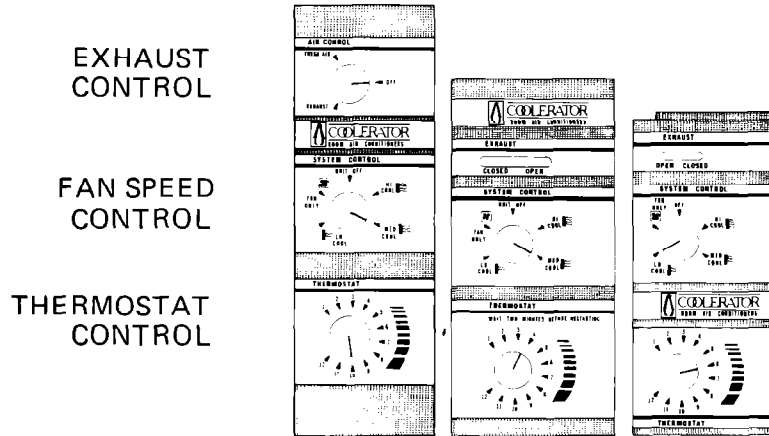 EXHAUST
CONTROL
FAN SPEED
CONTROL
THERMOSTAT
CONTROL
AIR CONTROL
FRESH AIR
OFF
EXHAUST
COOLERATOR
ROOM AIR CONDITIONERS
SYSTEM CONTROL
UNIT OFF
FAN
ONLY
HI
COOL
MED
COOL
LO
COOL
THERMOSTAT
COOLERATOR
ROOM AIR CONDITIONERS
EXHAUST
CLOSED OPEN
SYSTEM CONTROL
UNIT OFF
FAN
ONLY
HI
COOL
MED
COOL
LO
COOL
THERMOSTAT
WAIT TWO MINUTES BEFORE RESTARTING
EXHAUST
OPEN CLOSED
SYSTEM CONTROL
FAN
ONLY
OFF
HI
COOL
MED
COOL
LO
COOL
COOLERATOR
ROOM AIR CONDITIONERS
THERMOSTAT